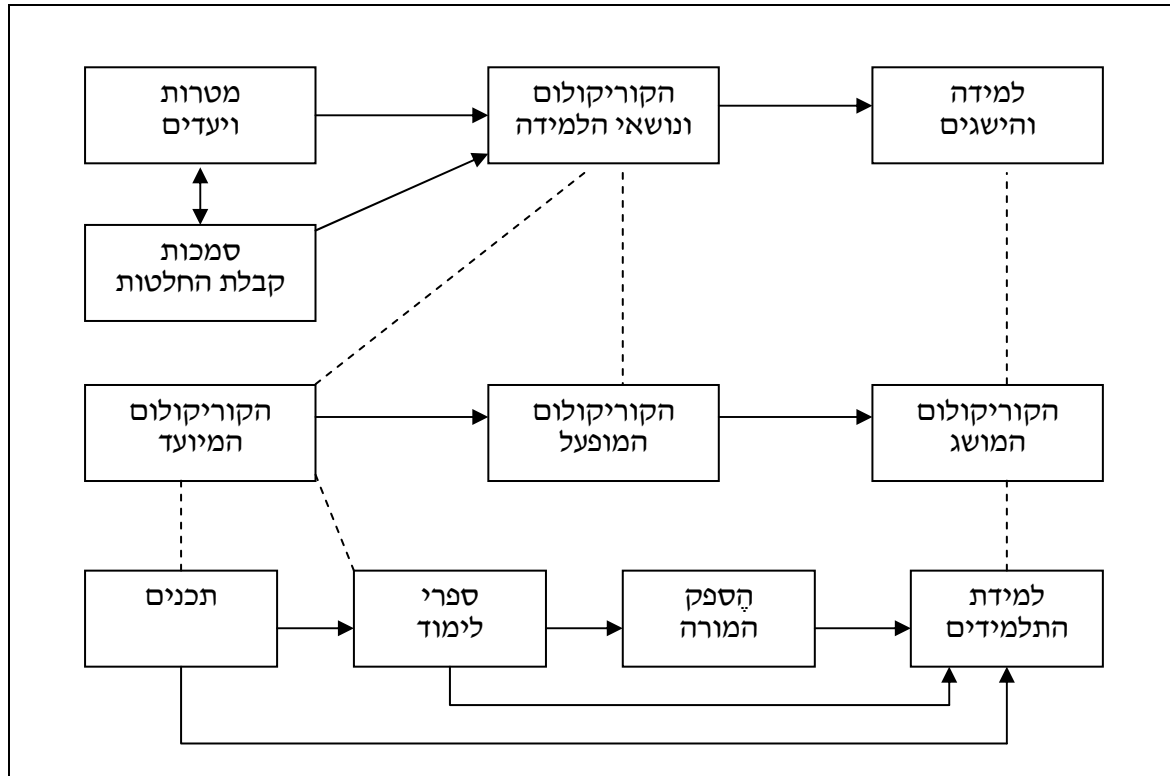 מטרות
ויעדים
הקוריקולום
ונושאי הלמידה
למידה
והישגים
סמכות
קבלת החלטות
הקוריקולום
המיועד
הקוריקולום
המופעל
הקוריקולום
המושג
תכנים
ספרי
לימוד
הֶספק
המורה
למידת
התלמידים